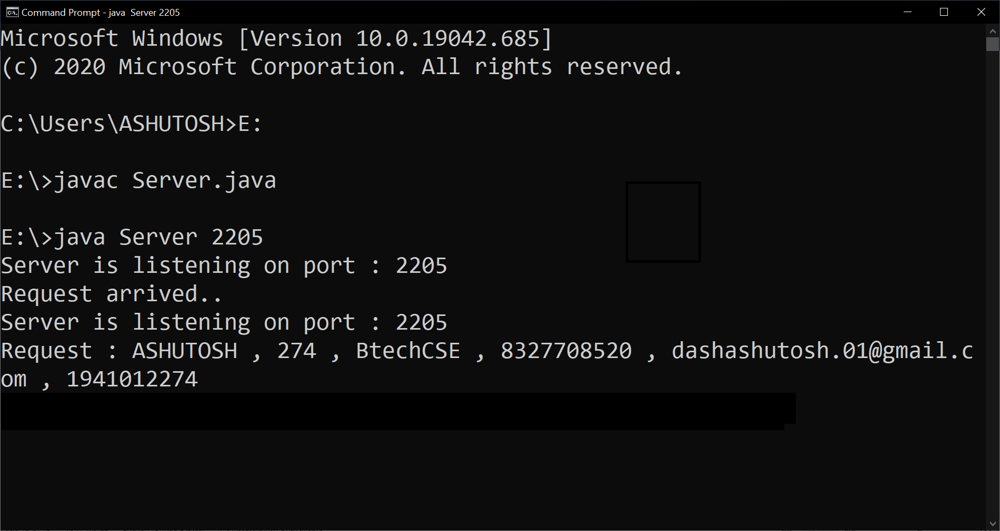 Command Prompt - java  Server 2205
Microsoft Windows [Version 10.0.19042.685]
(c) 2020 Microsoft Corporation. All rights reserved.
C:\Users\ASHUTOSH>E:
E:\>javac Server.java
E:\>java Server 2205
Server is listening on port : 2205
Request arrived..
Server is listening on port : 2205
Request : ASHUTOSH , 274 , BtechCSE , 8327708520 , dashashutosh.01@gmail.c
om , 1941012274